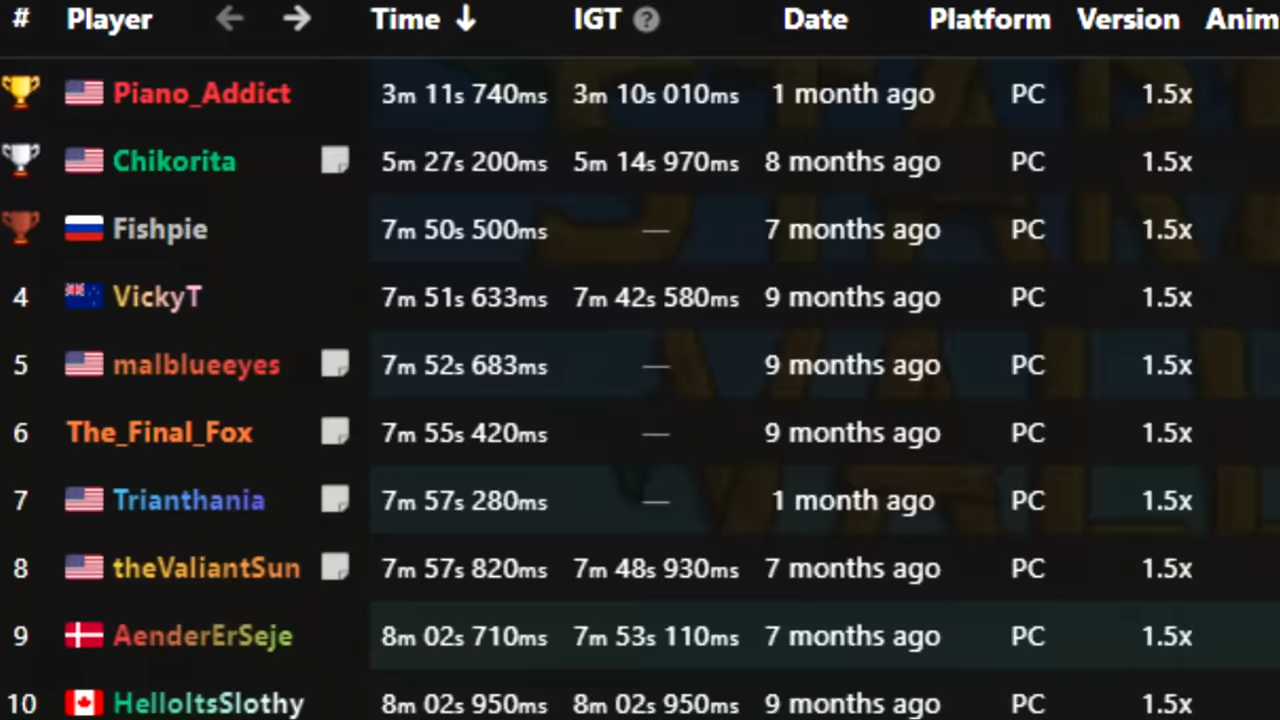 # Player ← → Time ↓ IGT ? Date Platform Version Anim
Piano_Addict 3m 11s 740ms 3m 10s 010ms 1 month ago PC 1.5x
Chikorita 5m 27s 200ms 5m 14s 970ms 8 months ago PC 1.5x
Fishpie 7m 50s 500ms — 7 months ago PC 1.5x
4 VickyT 7m 51s 633ms 7m 42s 580ms 9 months ago PC 1.5x
5 malblueeyes 7m 52s 683ms — 9 months ago PC 1.5x
6 The_Final_Fox 7m 55s 420ms — 9 months ago PC 1.5x
7 Trianthania 7m 57s 280ms — 1 month ago PC 1.5x
8 theValiantSun 7m 57s 820ms 7m 48s 930ms 7 months ago PC 1.5x
9 AenderErSeje 8m 02s 710ms 7m 53s 110ms 7 months ago PC 1.5x
10 HelloItsSlothy 8m 02s 950ms 8m 02s 950ms 9 months ago PC 1.5x